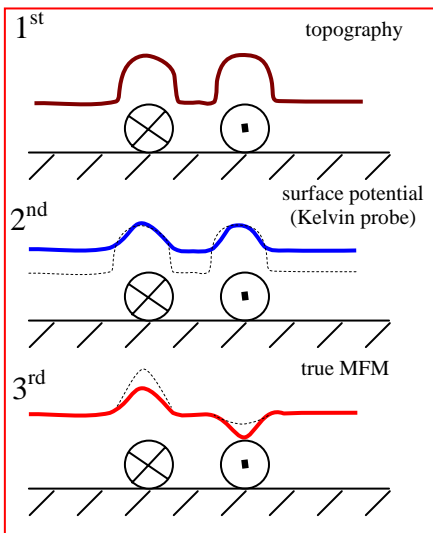 1st
topography
surface potential
(Kelvin probe)
2nd
true MFM
3rd